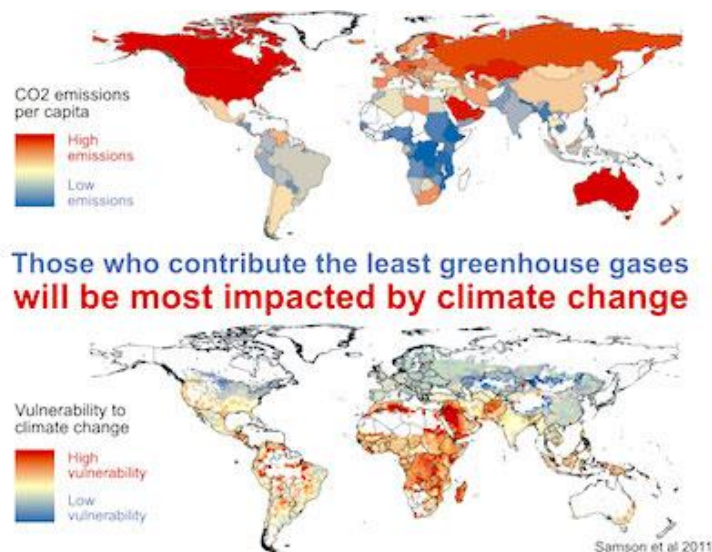 CO2 emissions
per capita
High
emissions
Low
emissions
Those who contribute the least greenhouse gases
will be most impacted by climate change
Vulnerability to
climate change
High
vulnerability
Low
vulnerability
Samson et al 2011